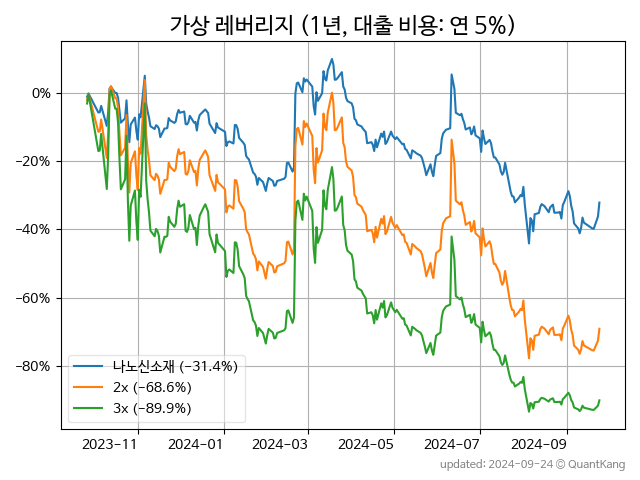 가상 레버리지 (1년, 대출 비용: 연 5%)
0%
−20%
−40%
−60%
−80%
나노신소재 (−31.4%)
2x (−68.6%)
3x (−89.9%)
2023-11 2024-01 2024-03 2024-05 2024-07 2024-09
updated: 2024-09-24 © QuantKang